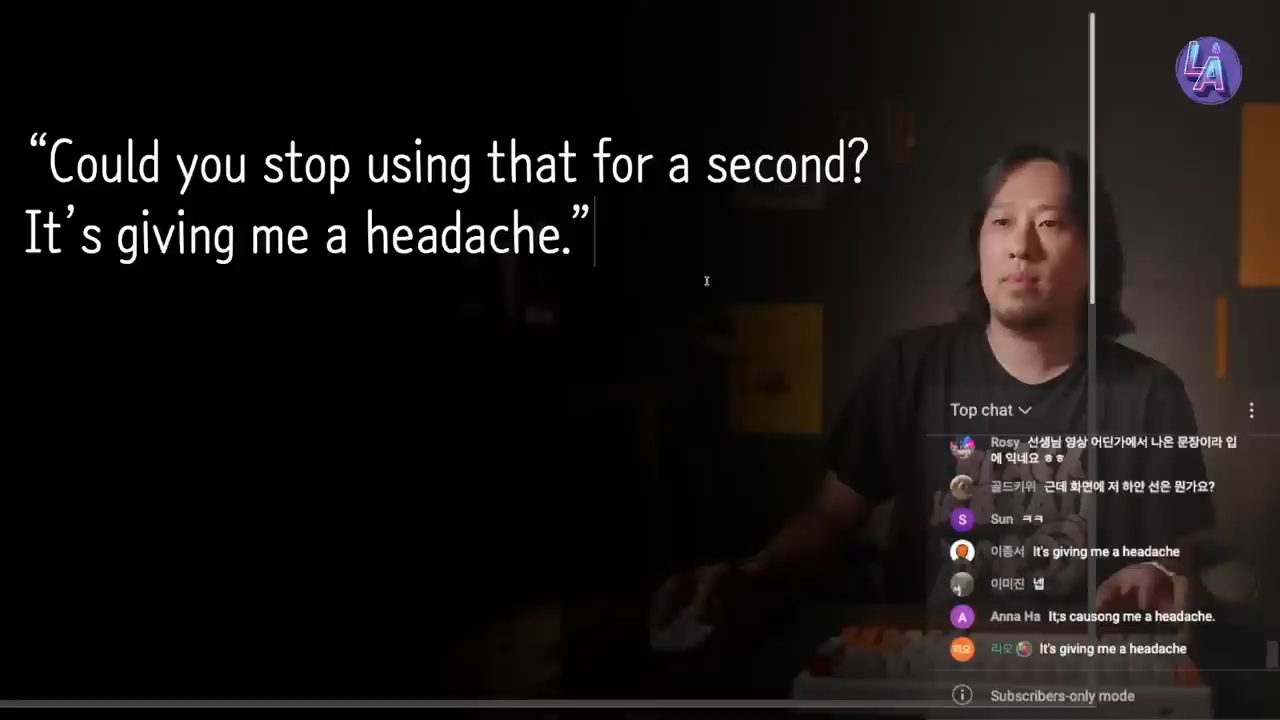 “Could you stop using that for a second?
It’s giving me a headache.”
LA
Top chat
Rosy 선생님 영상 어딘가에서 나온 문장이라 입
에 익네요 ㅎㅎ
골드키위 근데 화면에 저 하얀 선은 뭔가요?
S Sun ㅋㅋ
이종서 It's giving me a headache
이미진 넵
A Anna Ha It;s causong me a headache.
리오 리오 It's giving me a headache
Subscribers-only mode